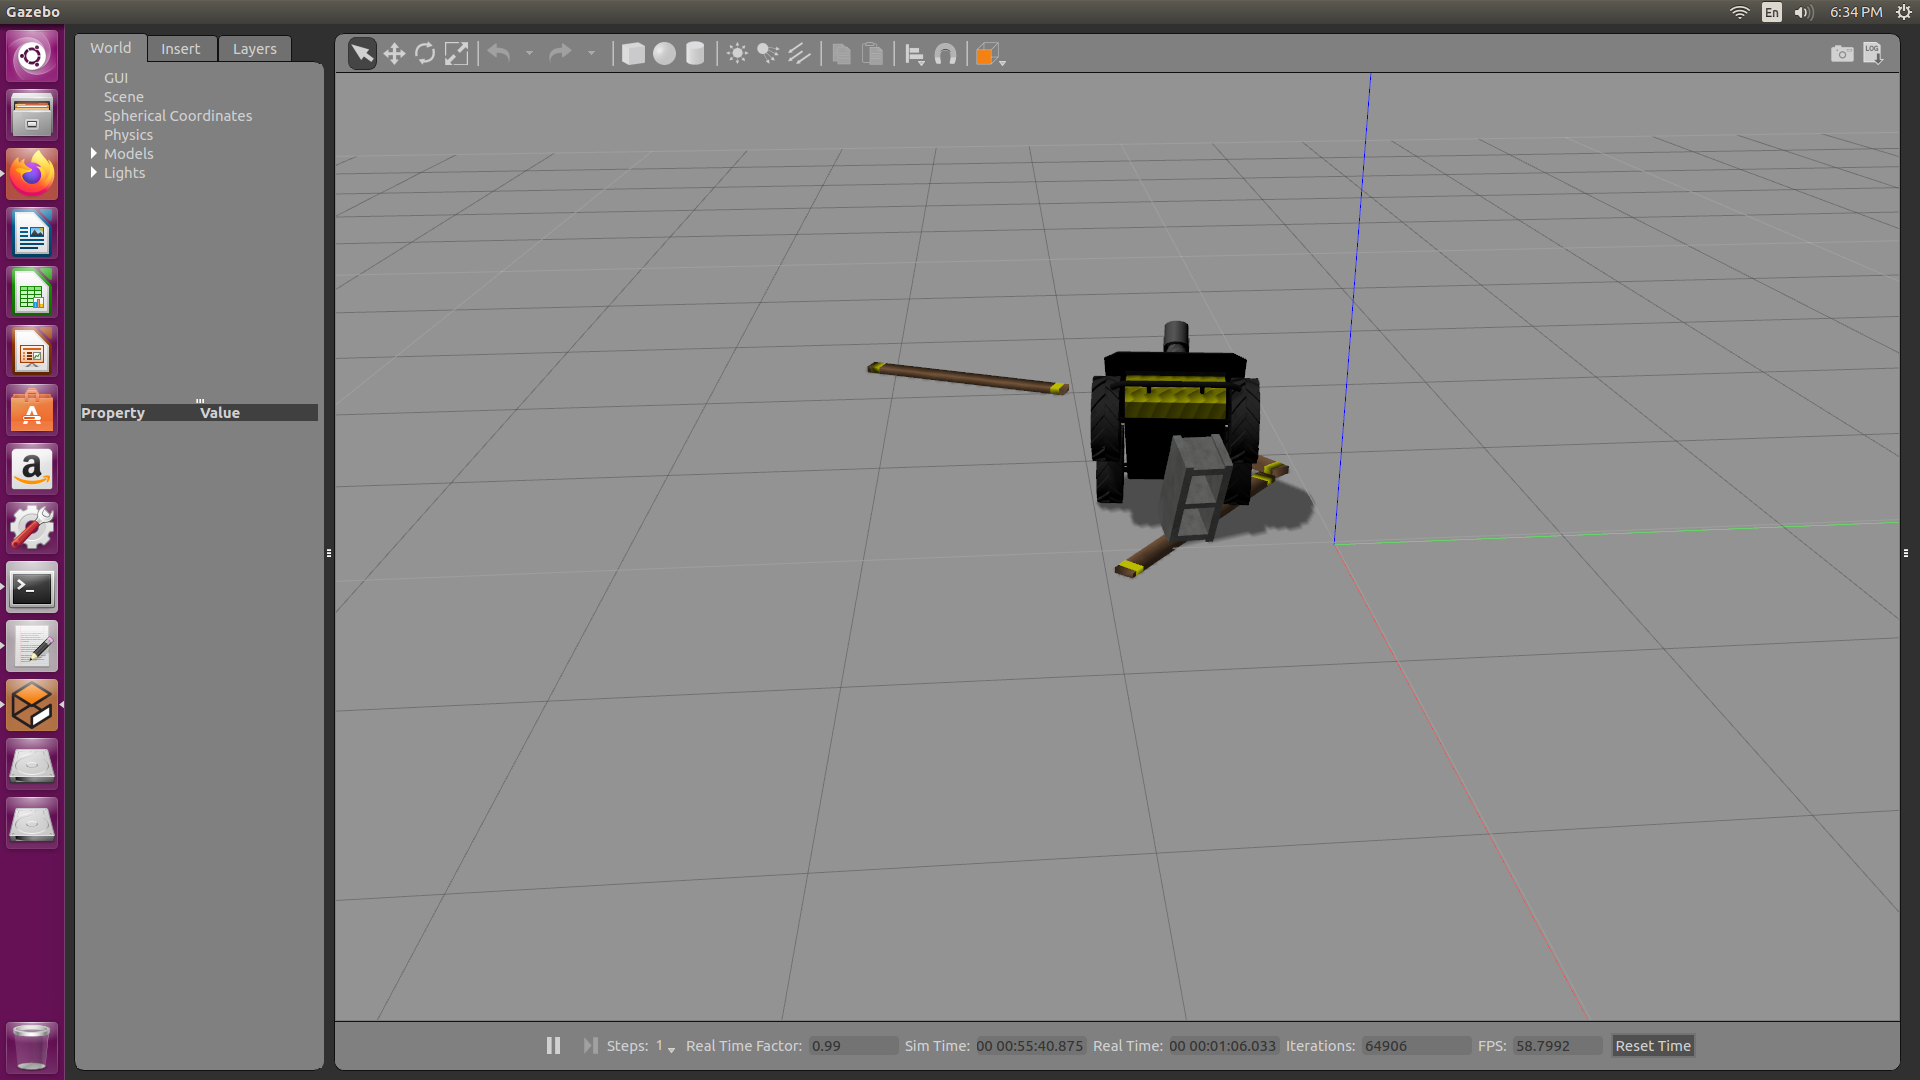 Gazebo
En
6:34 PM
World
Insert
Layers
LOG
GUI
Scene
Spherical Coordinates
Physics
Models
Lights
Property Value
A
a
>_
Steps: 1 Real Time Factor: 0.99 Sim Time: 00 00:55:40.875 Real Time: 00 00:01:06.033 Iterations: 64906 FPS: 58.7992 Reset Time